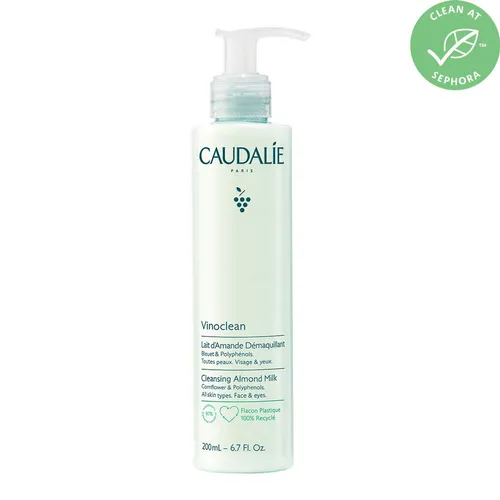 CLEAN AT
SEPHORA
™
CAUDALIE
PARIS
Vinoclean
Lait d'Amande Démaquillant
Bleuet & Polyphénols.
Toutes peaux. Visage & yeux.
Cleansing Almond Milk
Cornflower & Polyphenols.
All skin types. Face & eyes.
Flacon Plastique
100% Recyclé
200mL – 6.7 Fl. Oz.